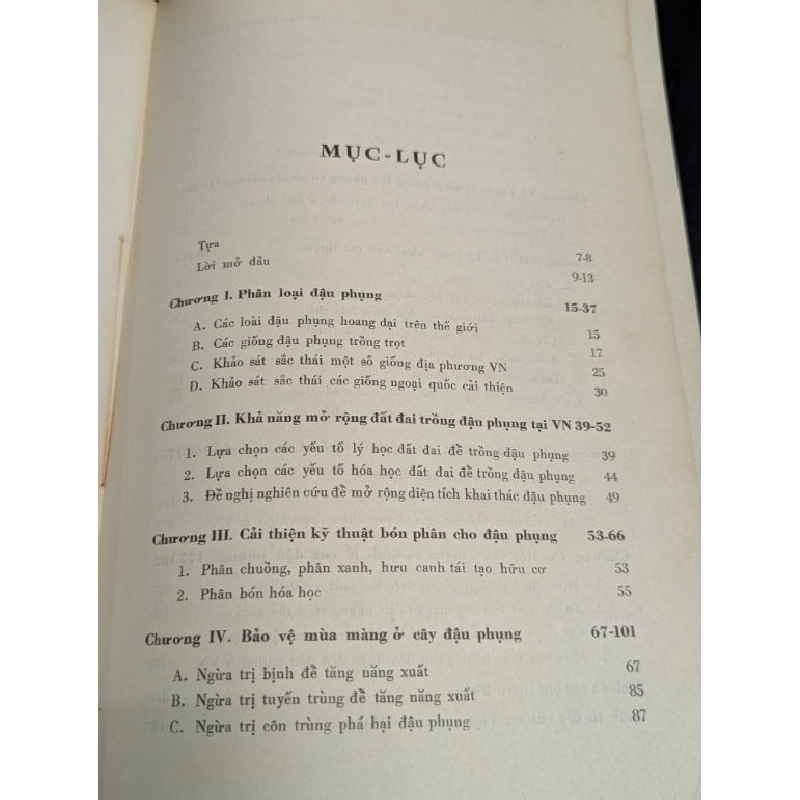 MỤC-LỤC
Tựa 7-8
Lời mở đầu 9-13
Chương I. Phân loại đậu phụng 15-37
A. Các loài đậu phụng hoang dại trên thế giới 15
B. Các giống đậu phụng trồng trọt 17
C. Khảo sát sắc thái một số giống địa phương VN 25
D. Khảo sát sắc thái các giống ngoại quốc cải thiện 30
Chương II. Khả năng mở rộng đất đai trồng đậu phụng tại VN 39-52
1. Lựa chọn các yếu tố lý học đất đai để trồng đậu phụng 39
2. Lựa chọn các yếu tố hóa học đất đai để trồng đậu phụng 44
3. Đề nghị nghiên cứu để mở rộng diện tích khai thác đậu phụng 49
Chương III. Cải thiện kỹ thuật bón phân cho đậu phụng 53-66
1. Phân chuồng, phân xanh, hưu canh tái tạo hữu cơ 53
2. Phân bón hóa học 55
Chương IV. Bảo vệ mùa màng ở cây đậu phụng 67-101
A. Ngừa trị bịnh để tăng năng xuất 67
B. Ngừa trị tuyến trùng để tăng năng xuất 85
C. Ngừa trị côn trùng phá hại đậu phụng 87